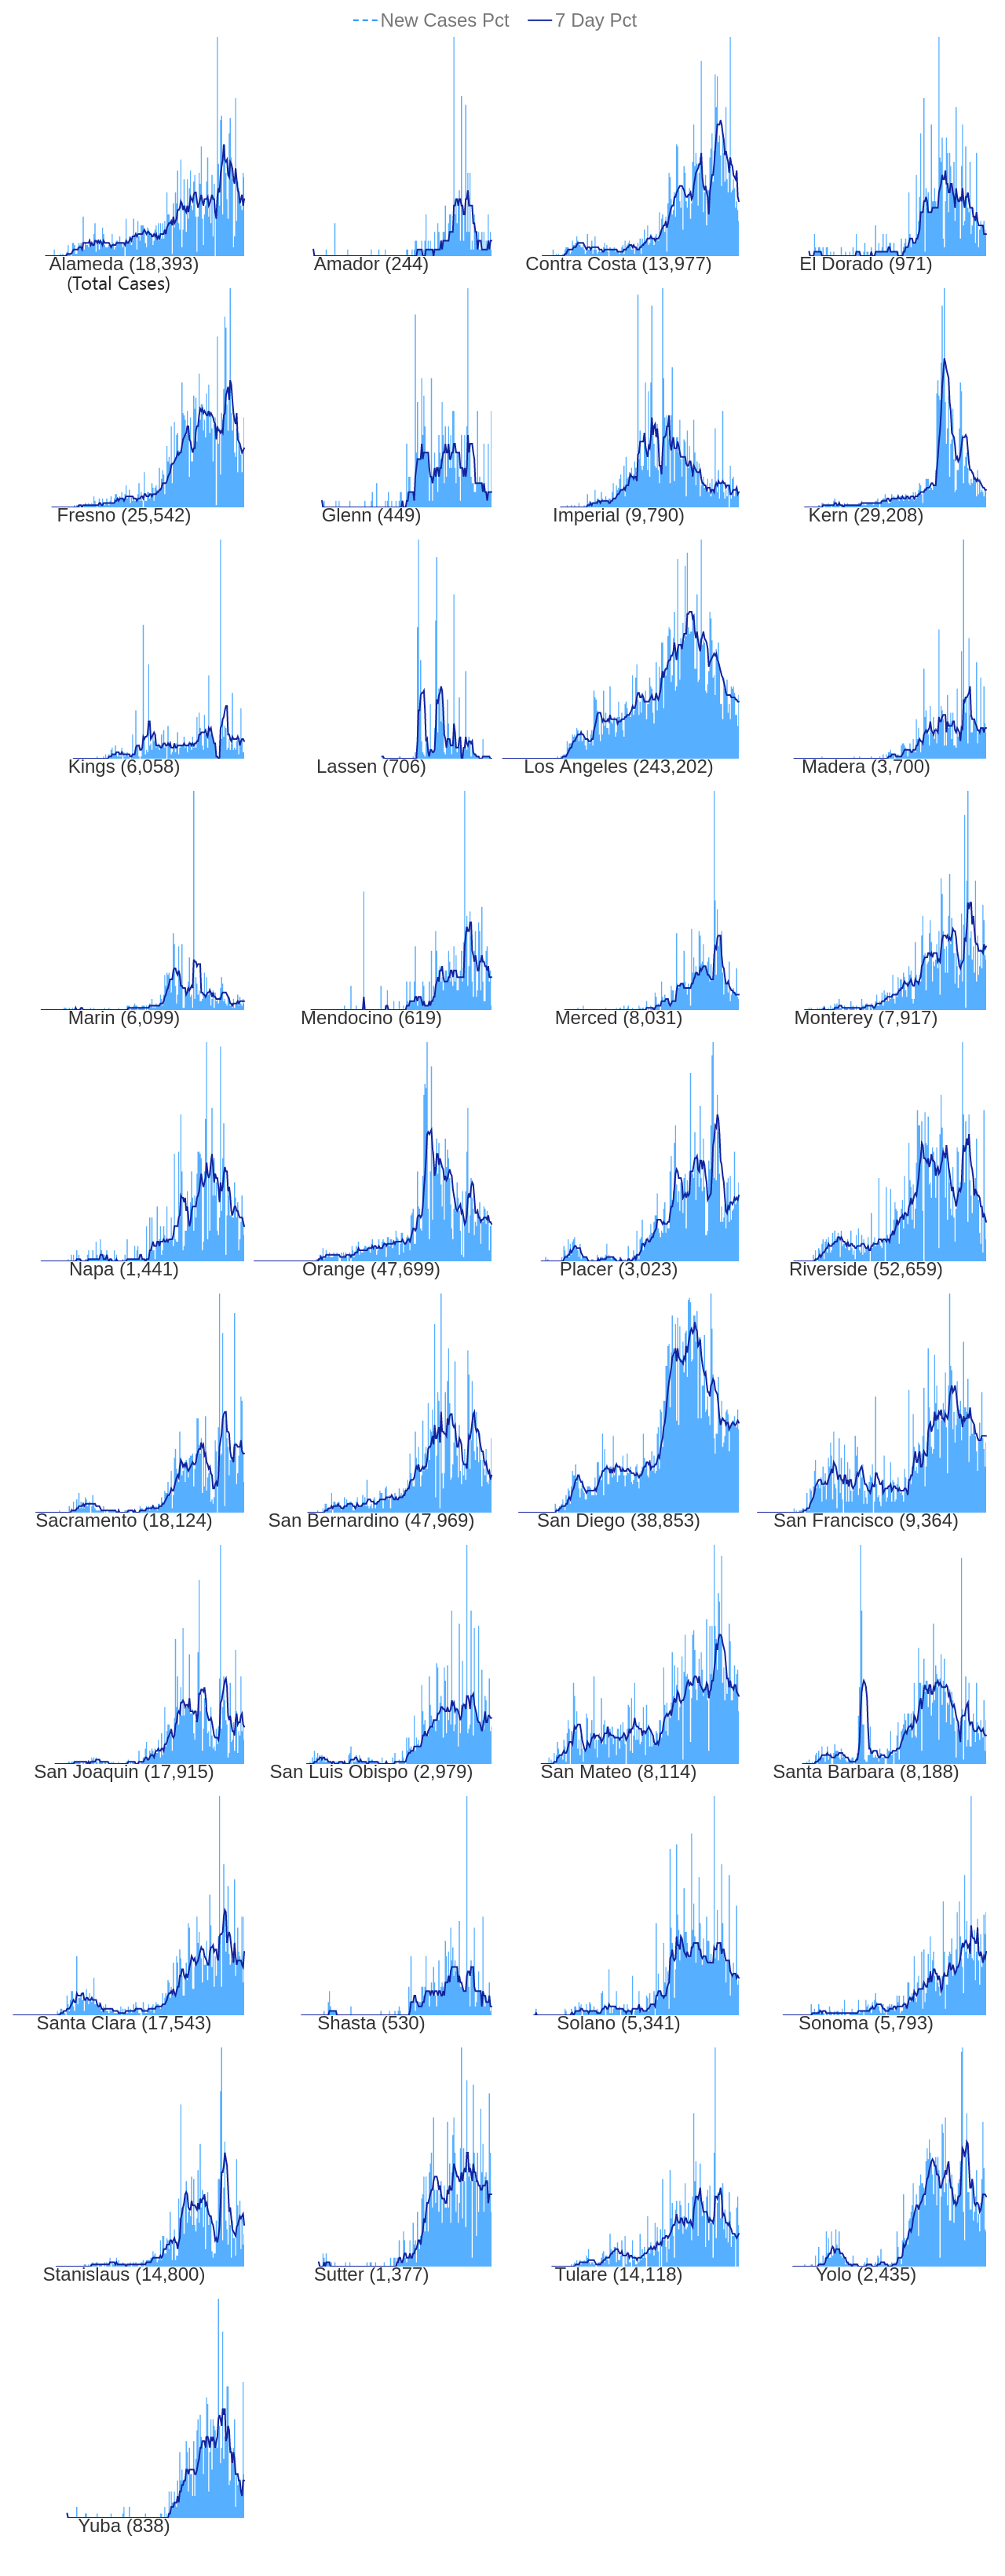 New Cases Pct 7 Day Pct
Alameda (18,393) Amador (244) Contra Costa (13,977) El Dorado (971)
(Total Cases)
Fresno (25,542) Glenn (449) Imperial (9,790) Kern (29,208)
Kings (6,058) Lassen (706) Los Angeles (243,202) Madera (3,700)
Marin (6,099) Mendocino (619) Merced (8,031) Monterey (7,917)
Napa (1,441) Orange (47,699) Placer (3,023) Riverside (52,659)
Sacramento (18,124) San Bernardino (47,969) San Diego (38,853) San Francisco (9,364)
San Joaquin (17,915) San Luis Obispo (2,979) San Mateo (8,114) Santa Barbara (8,188)
Santa Clara (17,543) Shasta (530) Solano (5,341) Sonoma (5,793)
Stanislaus (14,800) Sutter (1,377) Tulare (14,118) Yolo (2,435)
Yuba (838)